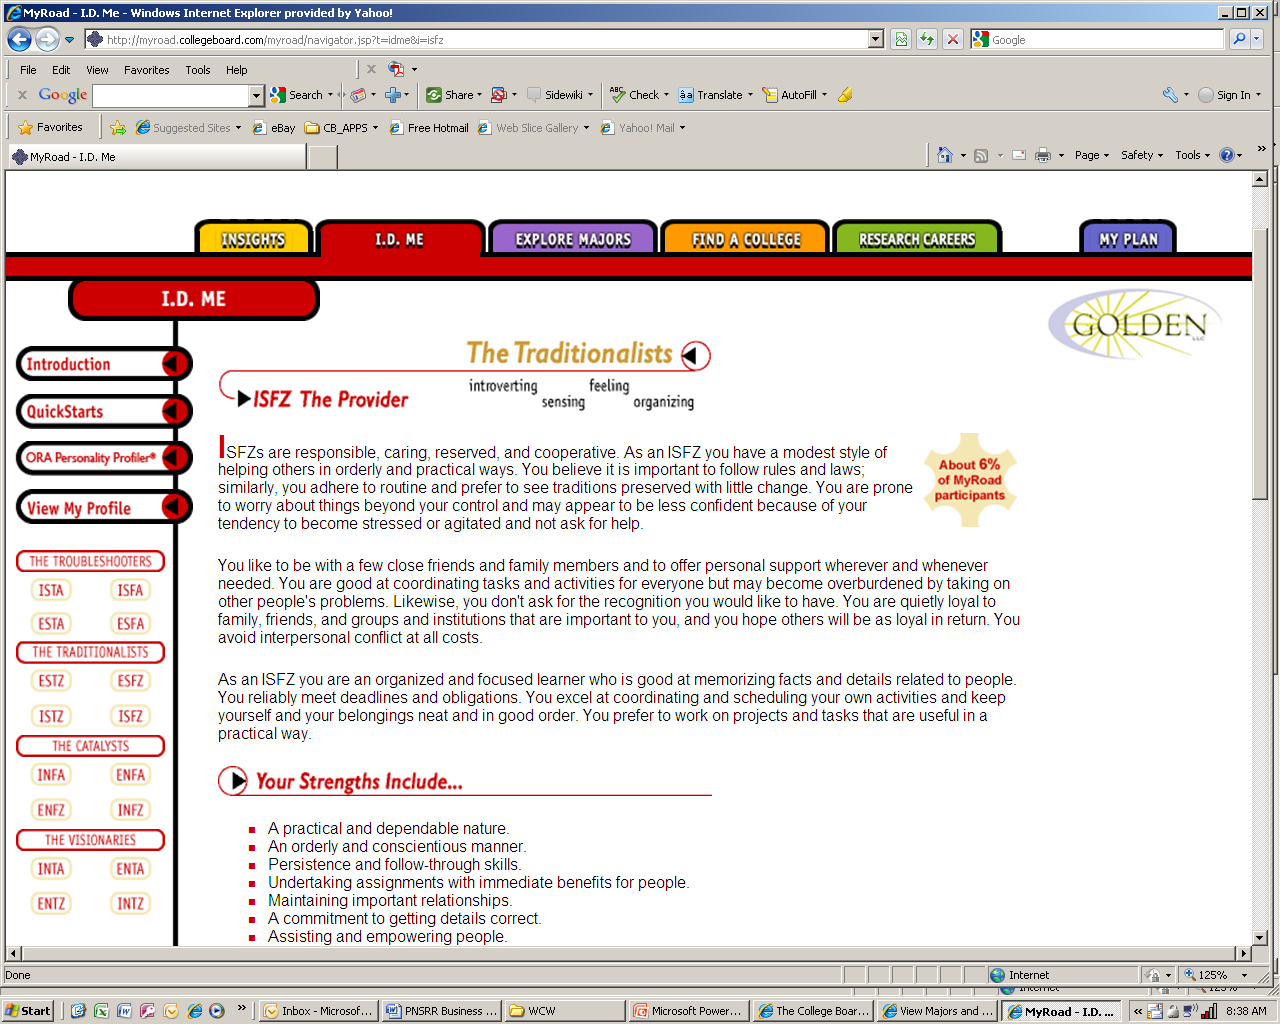 MyRoad - I.D. Me - Windows Internet Explorer provided by Yahoo!
http://myroad.collegeboard.com/myroad/navigator.jsp?t=idme&i=isfz
Google
File Edit View Favorites Tools Help
Google Search Share Sidewiki Check Translate AutoFill Sign In
Favorites Suggested Sites eBay CB_APPS Free Hotmail Web Slice Gallery Yahoo! Mail
MyRoad - I.D. Me Page Safety Tools
INSIGHTS I.D. ME EXPLORE MAJORS FIND A COLLEGE RESEARCH CAREERS MY PLAN
I.D. ME
GOLDEN LLC
Introduction
QuickStarts
ORA Personality Profiler®
View My Profile
THE TROUBLESHOOTERS
ISTA ISFA
ESTA ESFA
THE TRADITIONALISTS
ESTZ ESFZ
ISTZ ISFZ
THE CATALYSTS
INFA ENFA
ENFZ INFZ
THE VISIONARIES
INTA ENTA
ENTZ INTZ
The Traditionalists
ISFZ The Provider
introverting feeling
sensing organizing
ISFZs are responsible, caring, reserved, and cooperative. As an ISFZ you have a modest style of
helping others in orderly and practical ways. You believe it is important to follow rules and laws;
similarly, you adhere to routine and prefer to see traditions preserved with little change. You are prone
to worry about things beyond your control and may appear to be less confident because of your
tendency to become stressed or agitated and not ask for help.
About 6%
of MyRoad
participants
You like to be with a few close friends and family members and to offer personal support wherever and whenever
needed. You are good at coordinating tasks and activities for everyone but may become overburdened by taking on
other people's problems. Likewise, you don't ask for the recognition you would like to have. You are quietly loyal to
family, friends, and groups and institutions that are important to you, and you hope others will be as loyal in return. You
avoid interpersonal conflict at all costs.
As an ISFZ you are an organized and focused learner who is good at memorizing facts and details related to people.
You reliably meet deadlines and obligations. You excel at coordinating and scheduling your own activities and keep
yourself and your belongings neat and in good order. You prefer to work on projects and tasks that are useful in a
practical way.
Your Strengths Include...
A practical and dependable nature.
An orderly and conscientious manner.
Persistence and follow-through skills.
Undertaking assignments with immediate benefits for people.
Maintaining important relationships.
A commitment to getting details correct.
Assisting and empowering people.
Done Internet 125%
Start Inbox - Microsof... PNSRR Business ... WCW Microsoft Power... The College Boar... View Majors and ... MyRoad - I.D. ... 8:38 AM